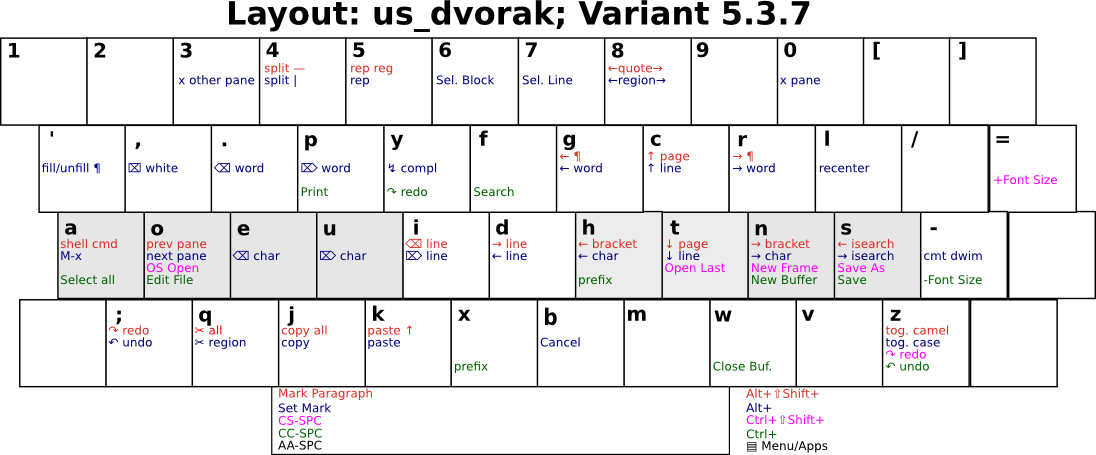 Layout: us_dvorak; Variant 5.3.7
1
2
3
x other pane
4
split —
split |
5
rep reg
rep
6
Sel. Block
7
Sel. Line
8
←quote→
←region→
9
0
x pane
[
]
'
fill/unfill ¶
,
⌧ white
.
⌫ word
p
⌦ word
Print
y
↯ compl
↷ redo
f
Search
g
← ¶
← word
c
↑ page
↑ line
r
→ ¶
→ word
l
recenter
/
=
+Font Size
a
shell cmd
M-x
Select all
o
prev pane
next pane
OS Open
Edit File
e
⌫ char
u
⌦ char
i
⌫ line
⌦ line
d
→ line
← line
h
← bracket
← char
prefix
t
↓ page
↓ line
Open Last
n
→ bracket
→ char
New Frame
New Buffer
s
← isearch
→ isearch
Save As
Save
-
cmt dwim
-Font Size
;
↷ redo
↶ undo
q
✂ all
✂ region
j
copy all
copy
k
paste ↑
paste
x
prefix
b
Cancel
m
w
Close Buf.
v
z
tog. camel
tog. case
↷ redo
↶ undo
Mark Paragraph
Set Mark
CS-SPC
CC-SPC
AA-SPC
Alt+⇧Shift+
Alt+
Ctrl+⇧Shift+
Ctrl+
▤ Menu/Apps